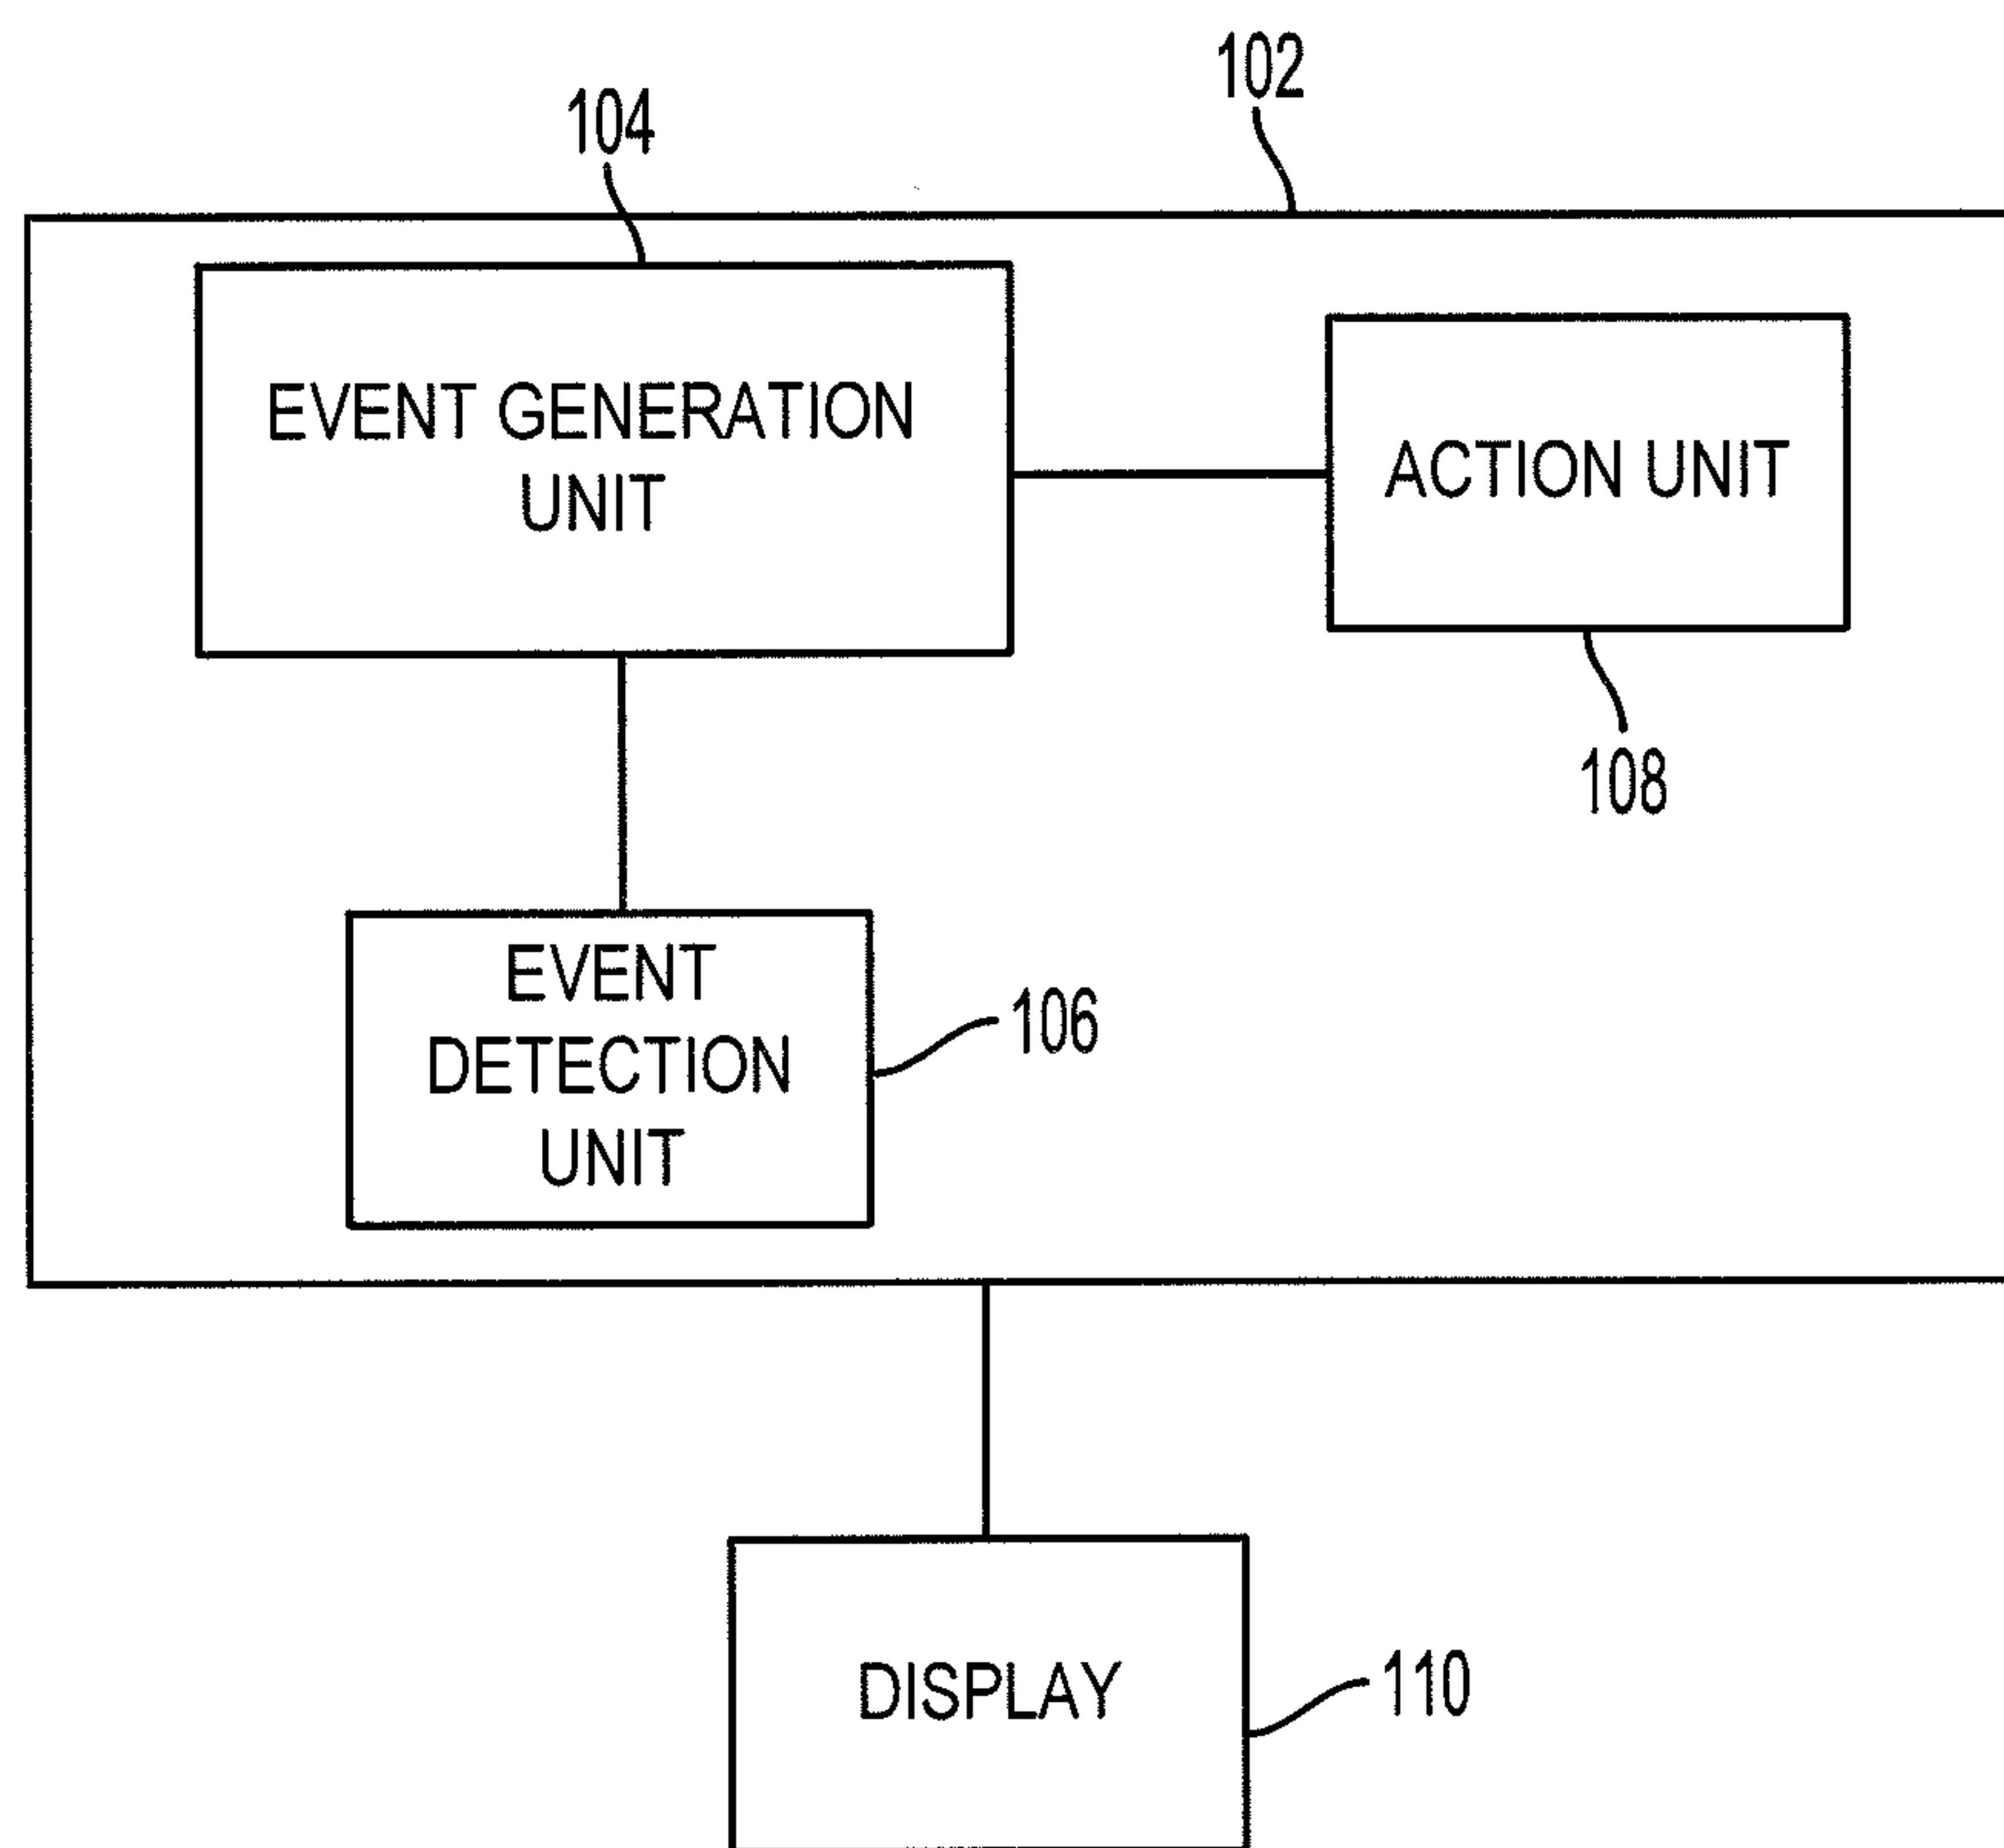 102
104
EVENT GENERATION
UNIT
ACTION UNIT
108
EVENT
DETECTION
UNIT
106
DISPLAY
110